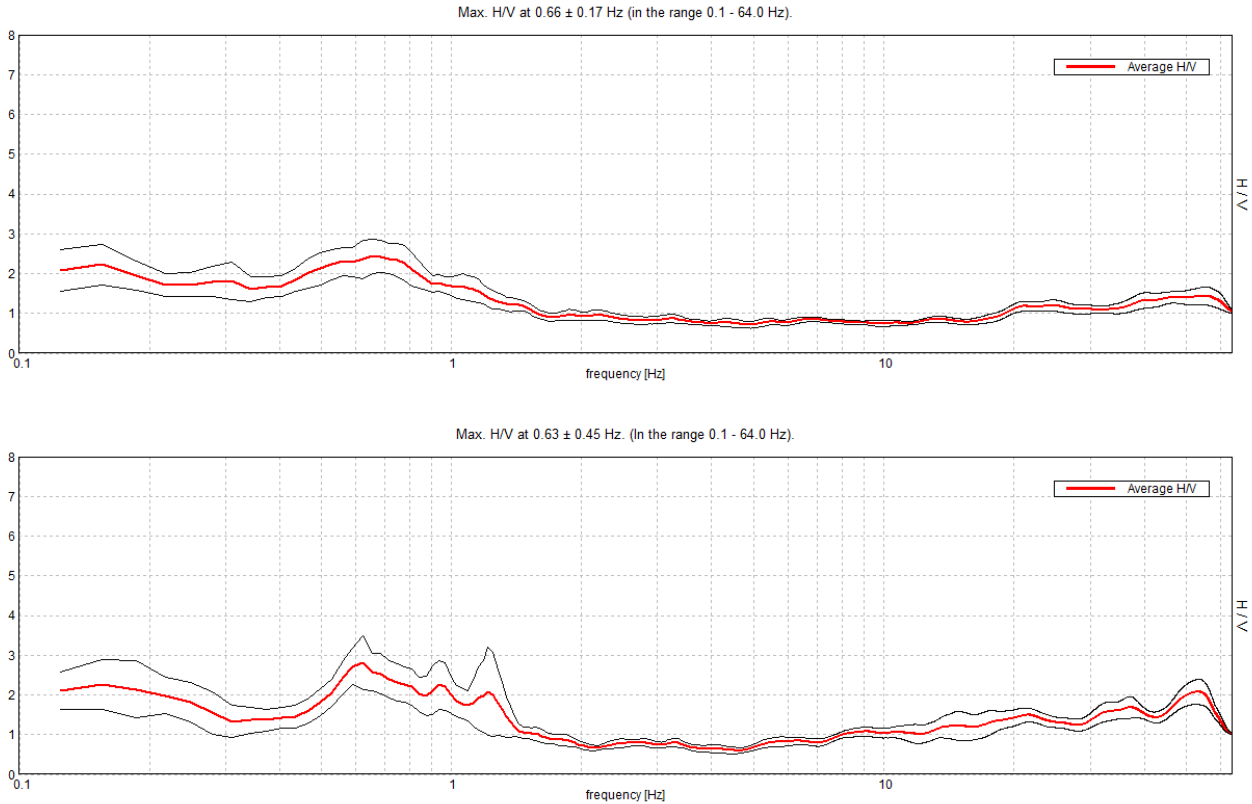 Max. H/V at 0.66 ± 0.17 Hz (in the range 0.1 - 64.0 Hz).
8
Average H/V
7
6
5
4
H / V
3
2
1
0
0.1 1 10
frequency [Hz]
Max. H/V at 0.63 ± 0.45 Hz. (In the range 0.1 - 64.0 Hz).
8
Average H/V
7
6
5
4
H / V
3
2
1
0
0.1 1 10
frequency [Hz]